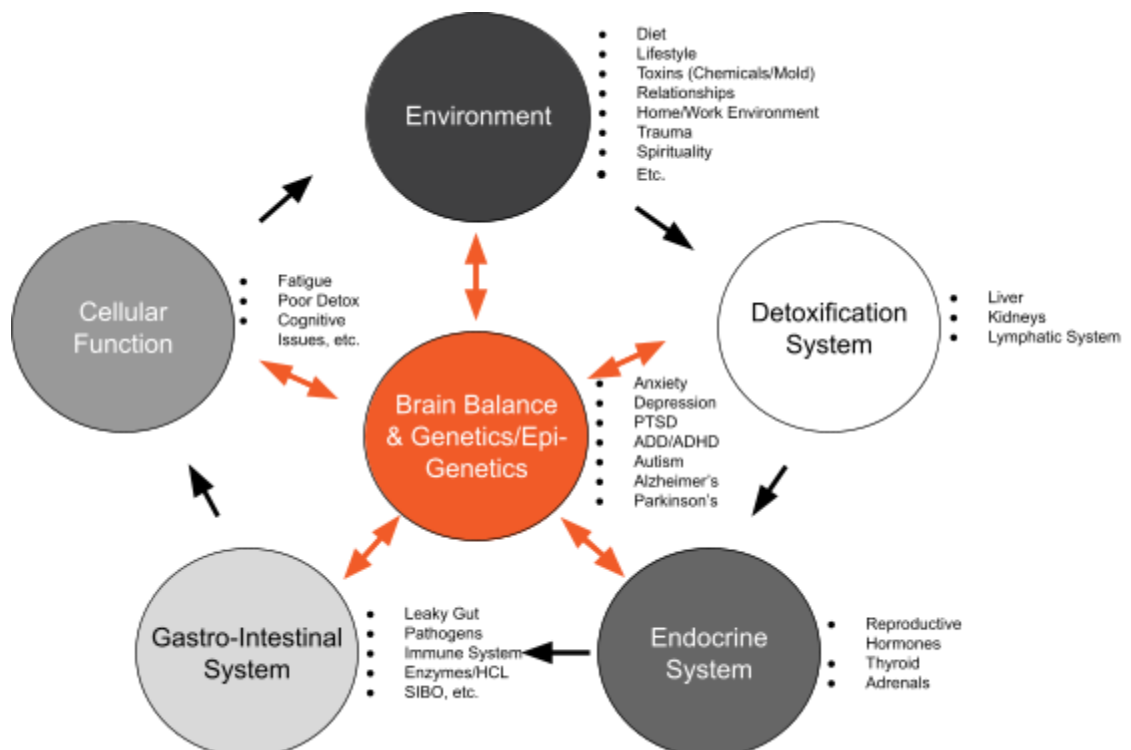 Environment
Diet
Lifestyle
Toxins (Chemicals/Mold)
Relationships
Home/Work Environment
Trauma
Spirituality
Etc.
Cellular
Function
Fatigue
Poor Detox
Cognitive
Issues, etc.
Detoxification
System
Liver
Kidneys
Lymphatic System
Brain Balance
& Genetics/Epi-
Genetics
Anxiety
Depression
PTSD
ADD/ADHD
Autism
Alzheimer's
Parkinson's
Gastro-Intestinal
System
Leaky Gut
Pathogens
Immune System
Enzymes/HCL
SIBO, etc.
Endocrine
System
Reproductive
Hormones
Thyroid
Adrenals